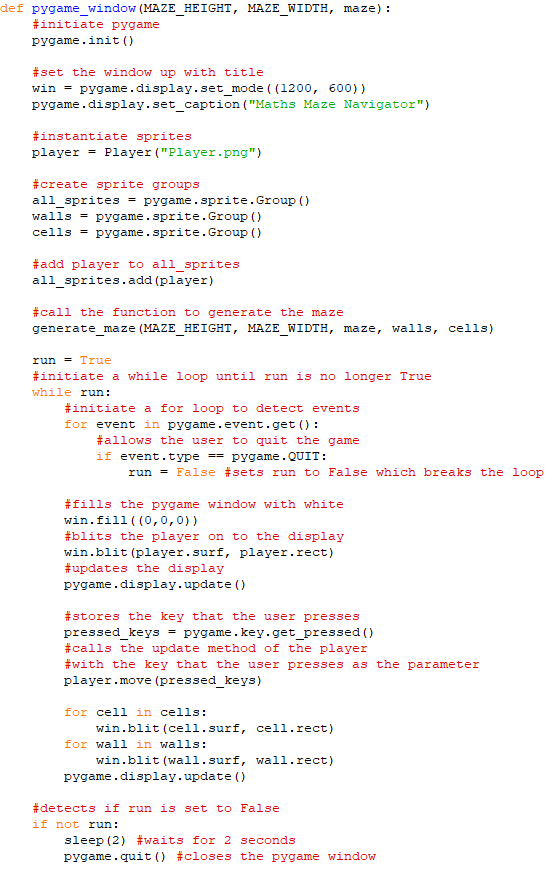 def pygame_window(MAZE_HEIGHT, MAZE_WIDTH, maze):
    #initiate pygame
    pygame.init()

    #set the window up with title
    win = pygame.display.set_mode((1200, 600))
    pygame.display.set_caption("Maths Maze Navigator")

    #instantiate sprites
    player = Player("Player.png")

    #create sprite groups
    all_sprites = pygame.sprite.Group()
    walls = pygame.sprite.Group()
    cells = pygame.sprite.Group()

    #add player to all_sprites
    all_sprites.add(player)

    #call the function to generate the maze
    generate_maze(MAZE_HEIGHT, MAZE_WIDTH, maze, walls, cells)

    run = True
    #initiate a while loop until run is no longer True
    while run:
        #initiate a for loop to detect events
        for event in pygame.event.get():
            #allows the user to quit the game
            if event.type == pygame.QUIT:
                run = False #sets run to False which breaks the loop

        #fills the pygame window with white
        win.fill((0,0,0))
        #blits the player on to the display
        win.blit(player.surf, player.rect)
        #updates the display
        pygame.display.update()

        #stores the key that the user presses
        pressed_keys = pygame.key.get_pressed()
        #calls the update method of the player
        #with the key that the user presses as the parameter
        player.move(pressed_keys)

        for cell in cells:
            win.blit(cell.surf, cell.rect)
        for wall in walls:
            win.blit(wall.surf, wall.rect)
        pygame.display.update()

    #detects if run is set to False
    if not run:
        sleep(2) #waits for 2 seconds
        pygame.quit() #closes the pygame window